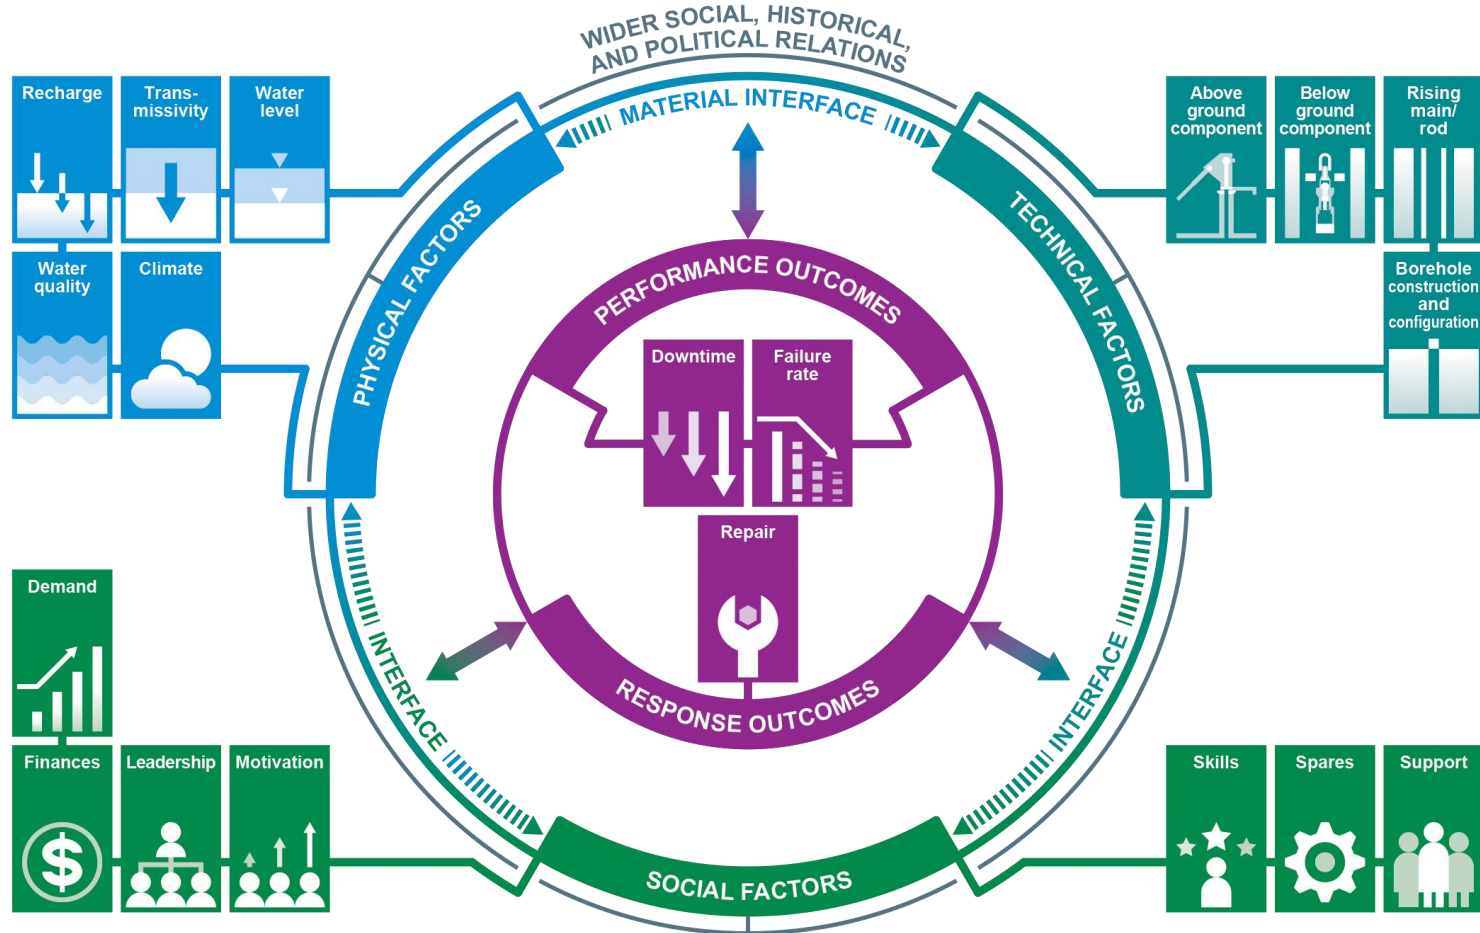 WIDER SOCIAL, HISTORICAL,
AND POLITICAL RELATIONS
MATERIAL INTERFACE
Recharge
Trans-
missivity
Water
level
Water
quality
Climate
PHYSICAL FACTORS
Above
ground
component
Below
ground
component
Rising
main/
rod
Borehole
construction
and
configuration
TECHNICAL FACTORS
PERFORMANCE OUTCOMES
Downtime
Failure
rate
Repair
RESPONSE OUTCOMES
INTERFACE
INTERFACE
Demand
Finances
$
Leadership
Motivation
SOCIAL FACTORS
Skills
Spares
Support